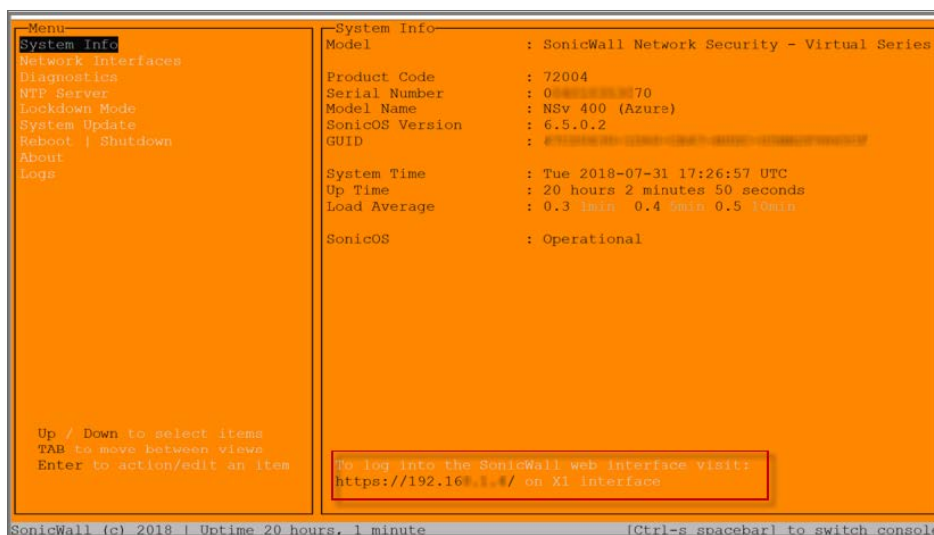 Menu
System Info
Network Interfaces
Diagnostics
NTP Server
Lockdown Mode
System Update
Reboot | Shutdown
About
Logs
Up / Down to select items
TAB to move between views
Enter to action/edit an item
System Info
Model : SonicWall Network Security - Virtual Series
Product Code : 72004
Serial Number : 0 70
Model Name : NSv 400 (Azure)
SonicOS Version : 6.5.0.2
GUID :
System Time : Tue 2018-07-31 17:26:57 UTC
Up Time : 20 hours 2 minutes 50 seconds
Load Average : 0.3 1min 0.4 5min 0.5 10min
SonicOS : Operational
To log into the SonicWall web interface visit:
https://192.16 / on X1 interface
SonicWall (c) 2018 | Uptime 20 hours, 1 minute [Ctrl-s spacebar] to switch console